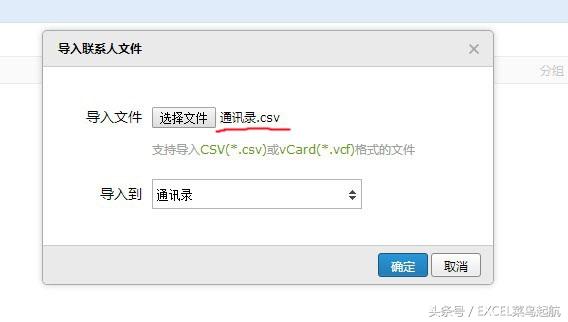 导入联系人文件
分组
导入文件 选择文件 通讯录.csv
支持导入CSV(*.csv)或vCard(*.vcf)格式的文件
导入到 通讯录
确定 取消
头条号 / EXCEL菜鸟起航